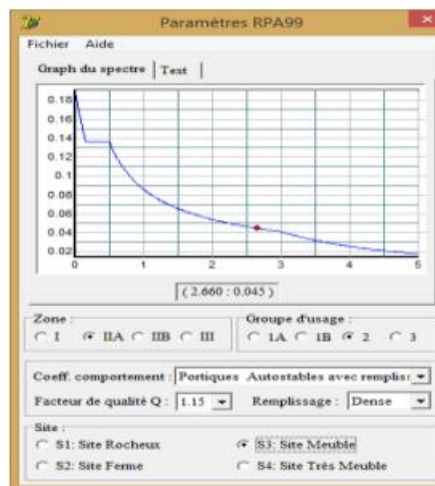 Paramètres RPA99
Fichier Aide
Graph du spectre Text
0.18
0.16
0.14
0.12
0.1
0.08
0.06
0.04
0.02
0 1 2 3 4 5
( 2.660 : 0.045 )
Zone : Groupe d'usage :
I IIA IIB III 1A 1B 2 3
Coeff. comportement : Portiques Autostables avec remplis
Facteur de qualité Q : 1.15 Remplissage : Dense
Site :
S1: Site Rocheux S3: Site Meuble
S2: Site Ferme S4: Site Très Meuble